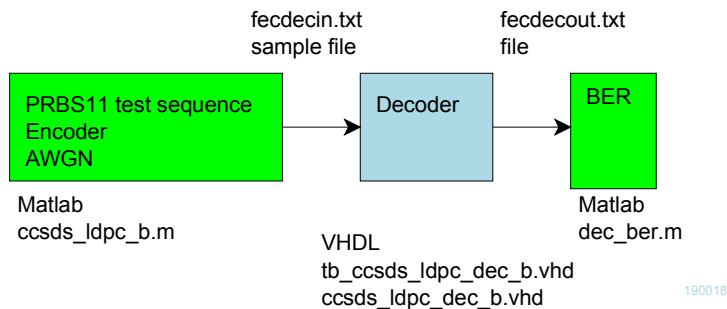 fecdecin.txt
sample file
fecdecout.txt
file
PRBS11 test sequence
Encoder
AWGN
Decoder
BER
Matlab
ccsds_ldpc_b.m
VHDL
tb_ccsds_ldpc_dec_b.vhd
ccsds_ldpc_dec_b.vhd
Matlab
dec_ber.m
190018